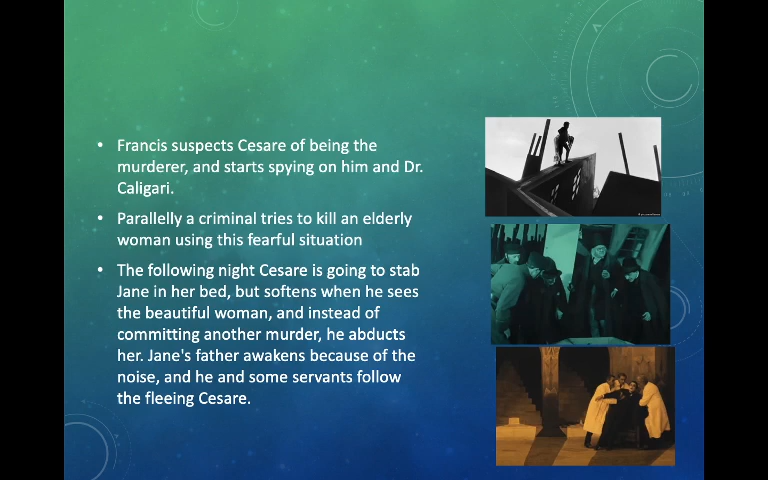 • Francis suspects Cesare of being the
murderer, and starts spying on him and Dr.
Caligari.
• Parallelly a criminal tries to kill an elderly
woman using this fearful situation
• The following night Cesare is going to stab
Jane in her bed, but softens when he sees
the beautiful woman, and instead of
committing another murder, he abducts
her. Jane's father awakens because of the
noise, and he and some servants follow
the fleeing Cesare.